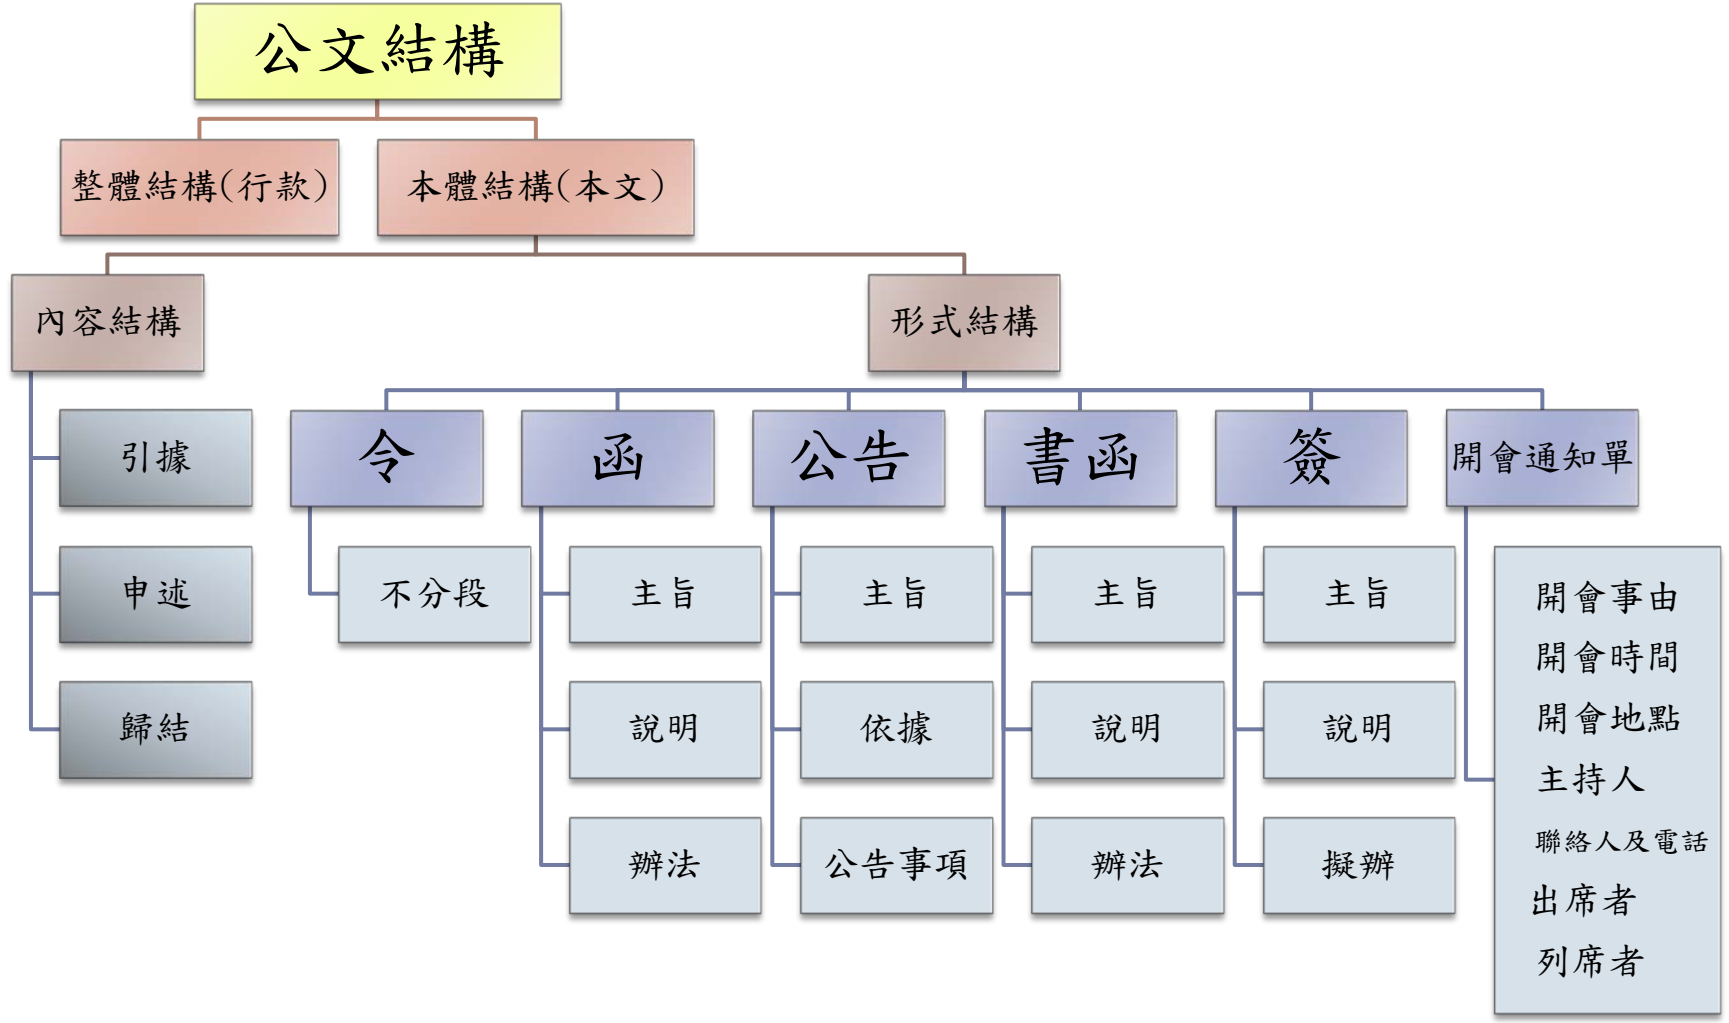 公文結構
整體結構(行款)
本體結構(本文)
內容結構
形式結構
引據
申述
歸結
令
不分段
函
主旨
說明
辦法
公告
主旨
依據
公告事項
書函
主旨
說明
辦法
簽
主旨
說明
擬辦
開會通知單
開會事由
開會時間
開會地點
主持人
聯絡人及電話
出席者
列席者